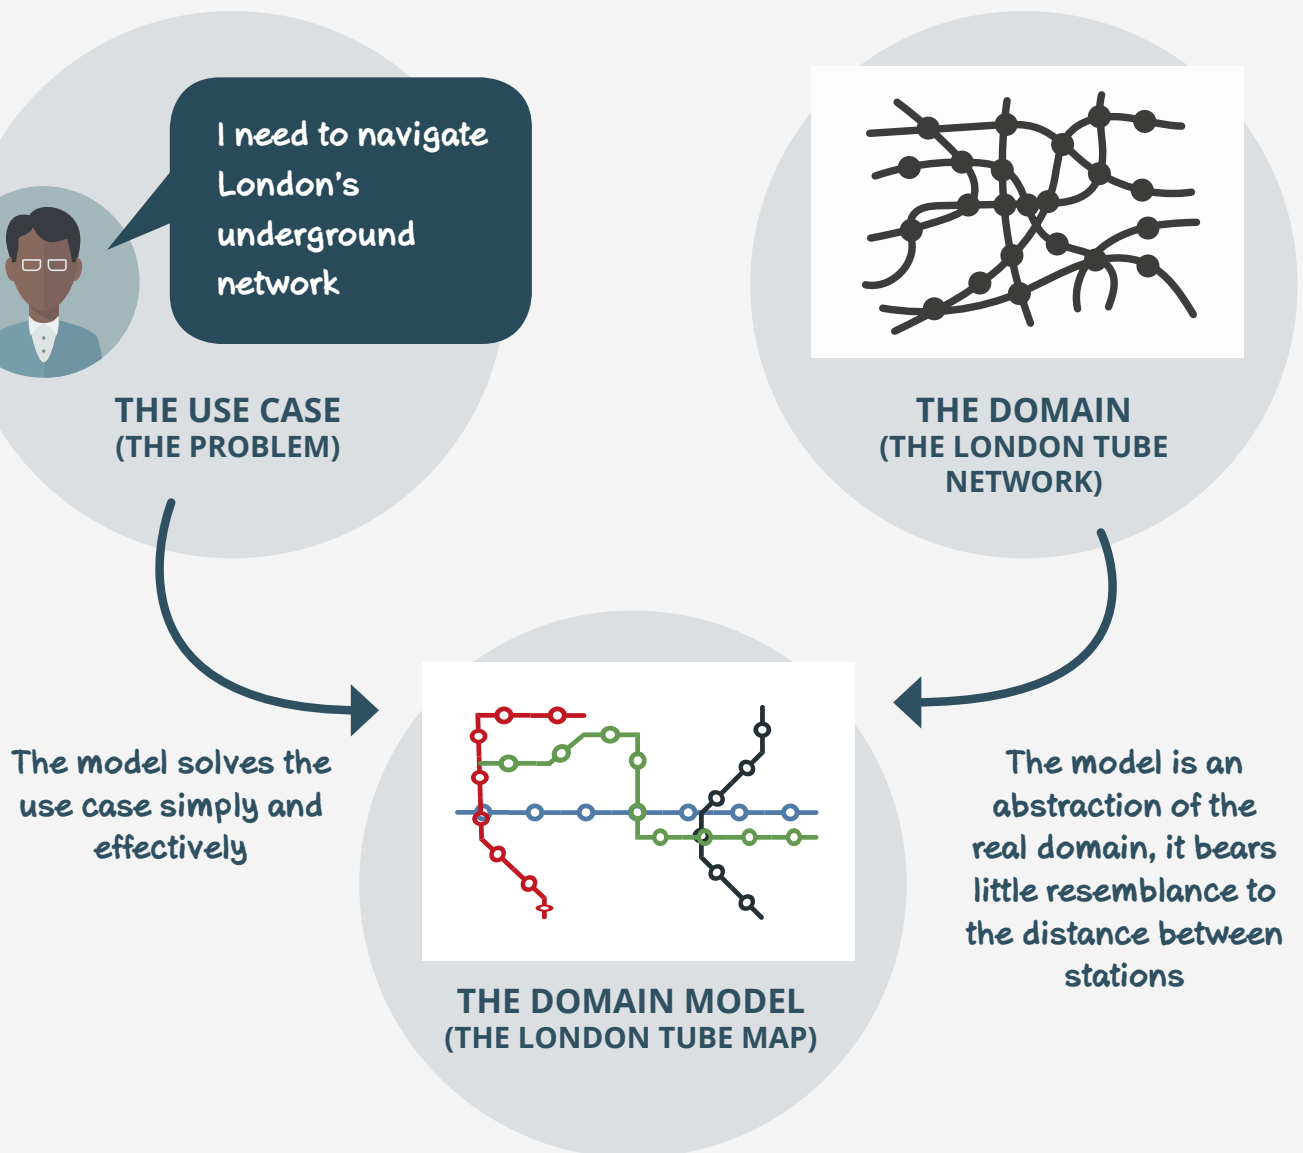 I need to navigate
London's
underground
network
THE USE CASE
(THE PROBLEM)
THE DOMAIN
(THE LONDON TUBE
NETWORK)
The model solves the
use case simply and
effectively
The model is an
abstraction of the
real domain, it bears
little resemblance to
the distance between
stations
THE DOMAIN MODEL
(THE LONDON TUBE MAP)